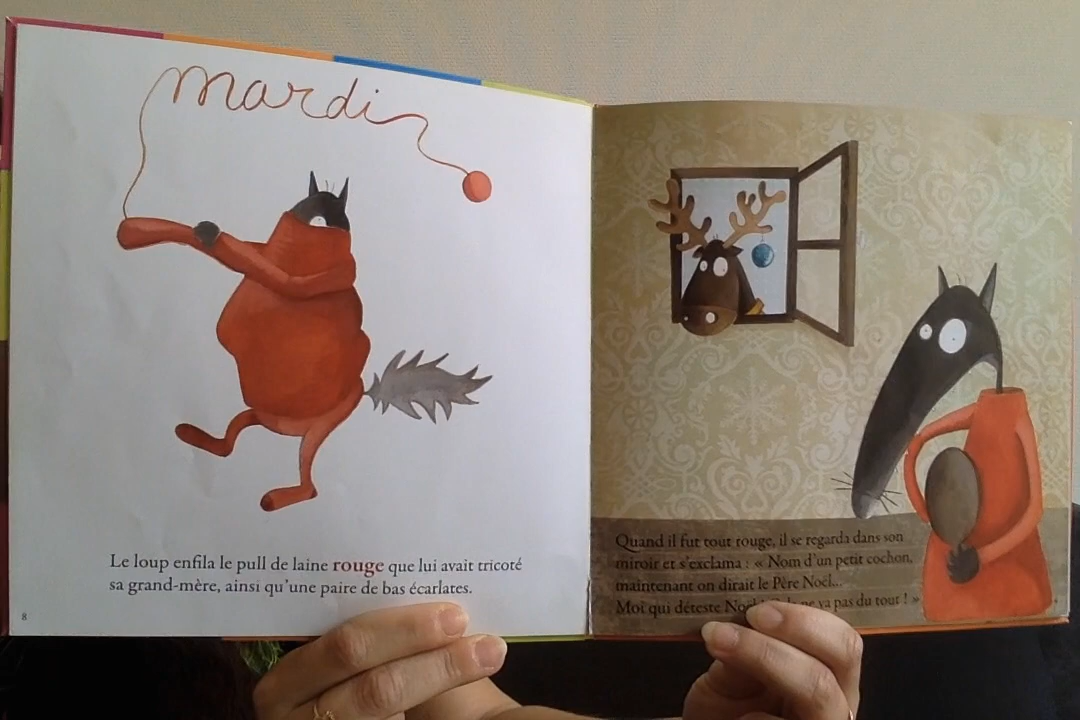 mardi
Le loup enfila le pull de laine rouge que lui avait tricoté
sa grand-mère, ainsi qu'une paire de bas écarlates.
8
Quand il fut tout rouge, il se regarda dans son
miroir et s'exclama : « Nom d'un petit cochon,
maintenant on dirait le Père Noël...
Moi qui déteste Noël ne va pas du tout ! »